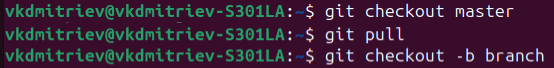 vkdmitriev@vkdmitriev-S301LA:~$ git checkout master
vkdmitriev@vkdmitriev-S301LA:~$ git pull
vkdmitriev@vkdmitriev-S301LA:~$ git checkout -b branch